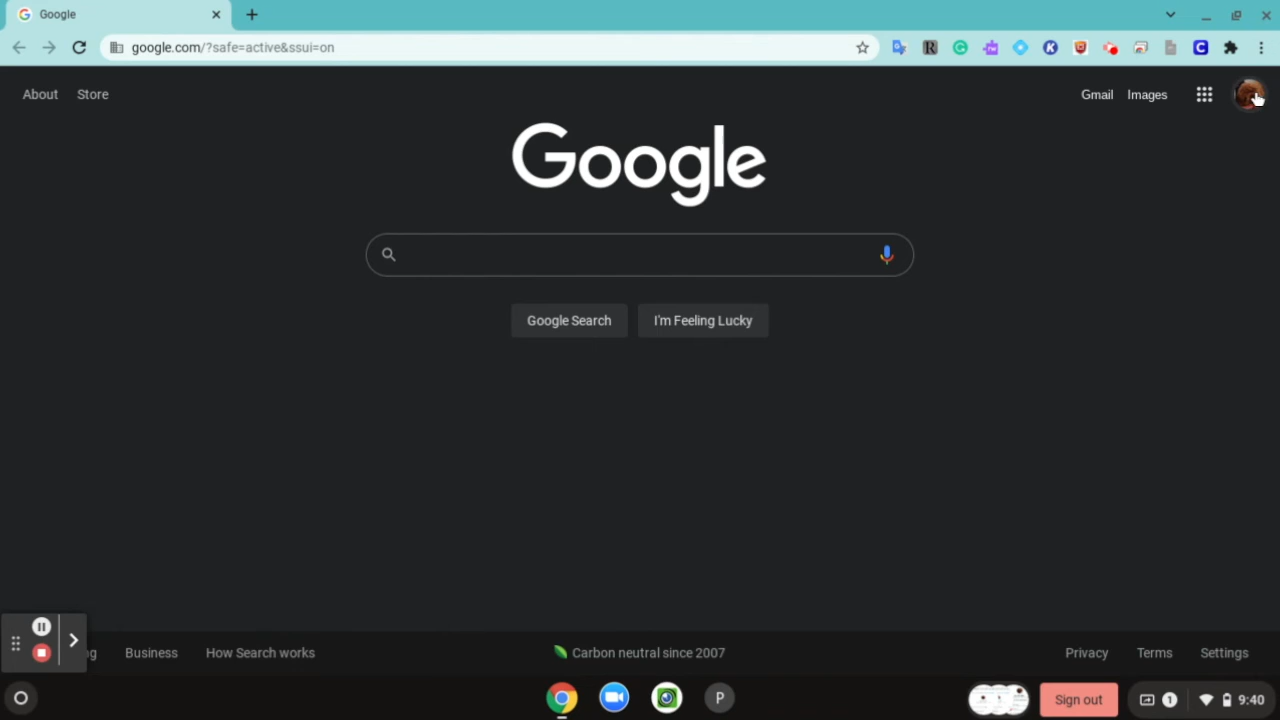 Google
google.com/?safe=active&ssui=on
About Store
Gmail Images
Google
Google Search I'm Feeling Lucky
Business How Search works
Carbon neutral since 2007
Privacy Terms Settings
P
Sign out
1
9:40